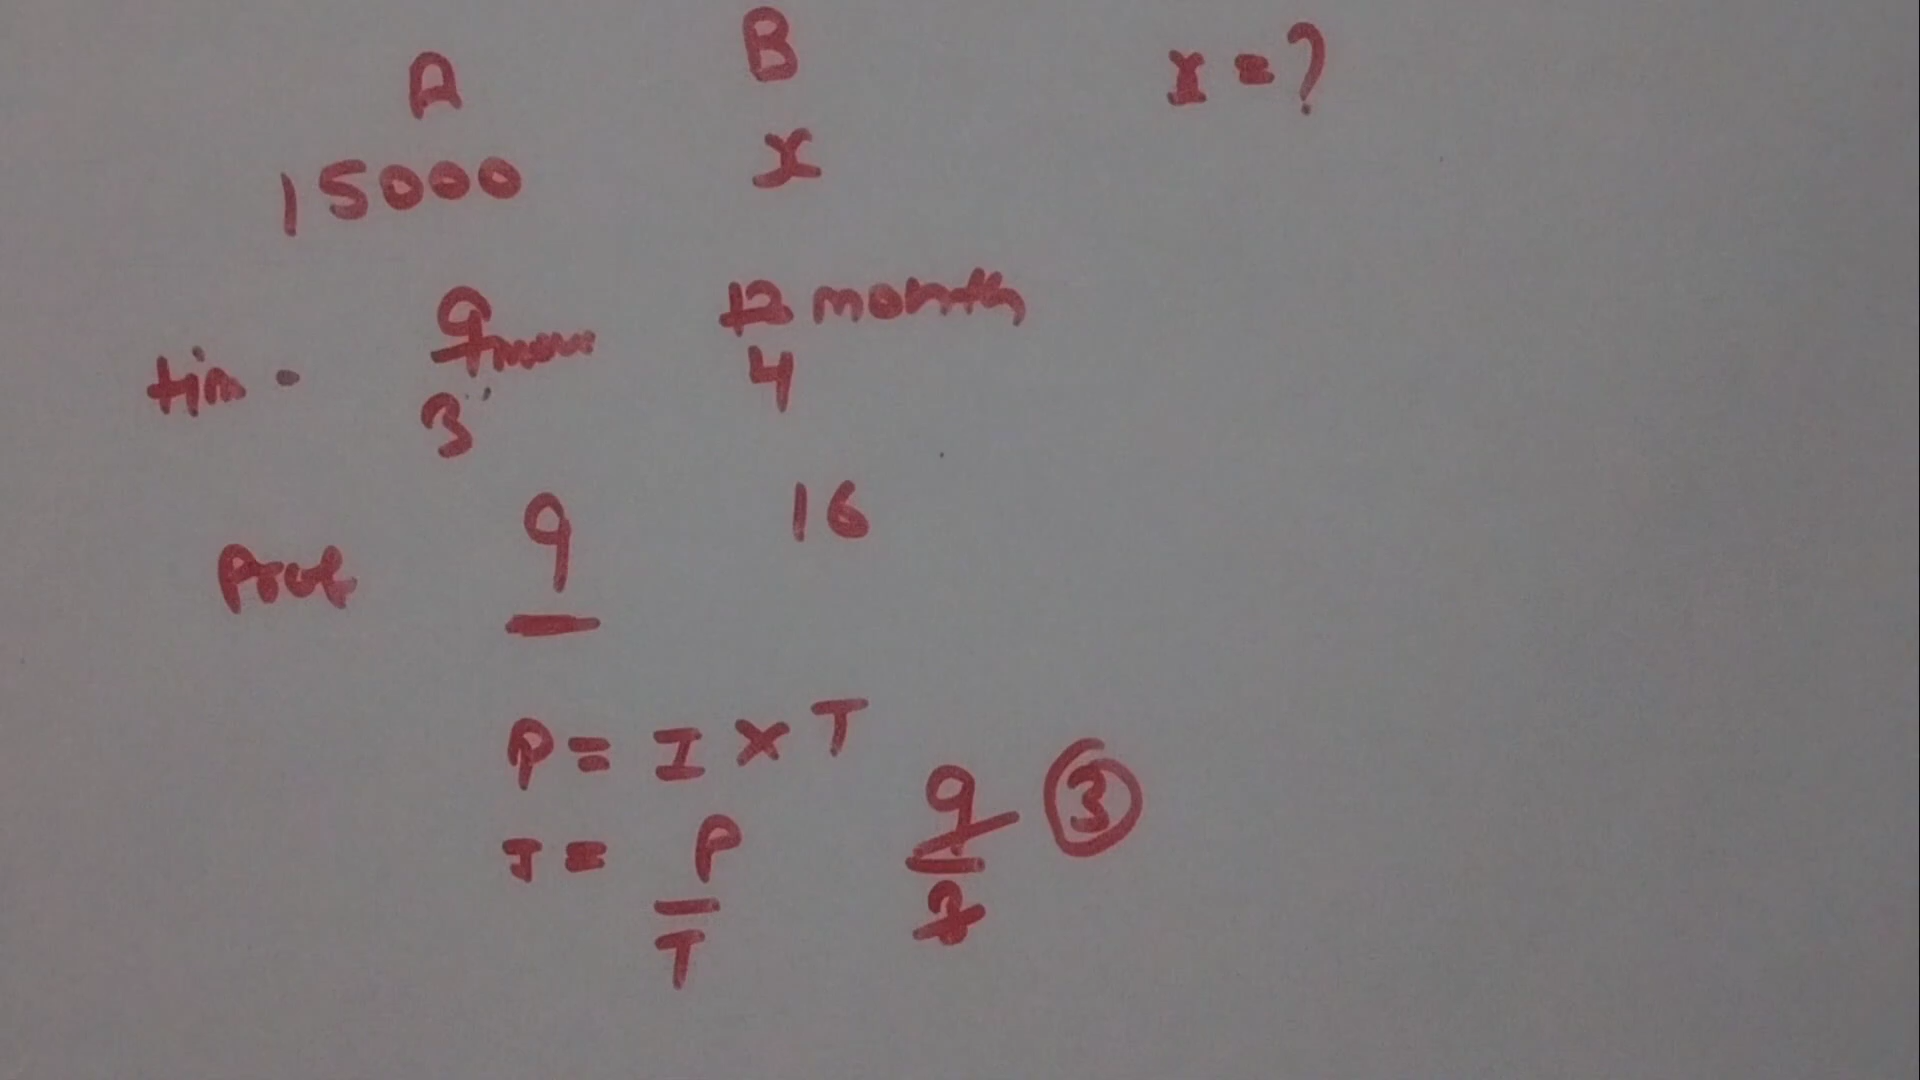 A B x = ?
15000 x
tim - 9 12 month
3 4
Prof 9 16
P = I x T
I = P/T 9/3 3